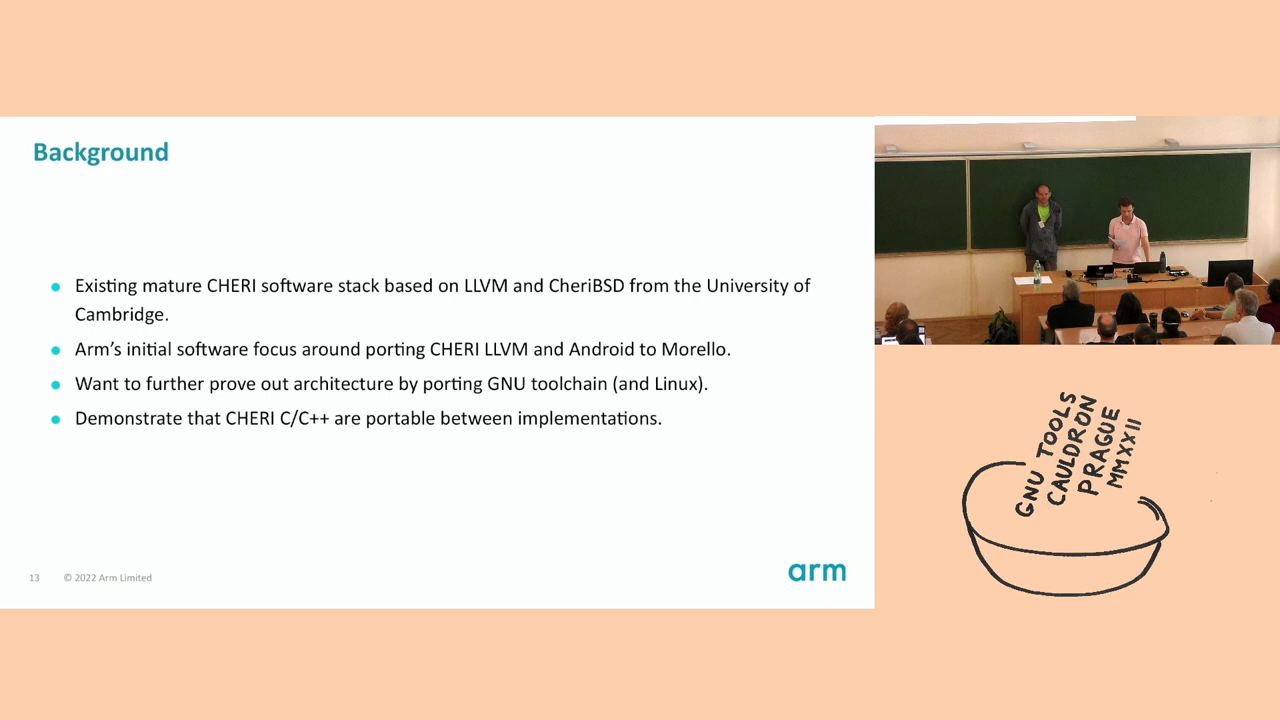 Background
Existing mature CHERI software stack based on LLVM and CheriBSD from the University of
Cambridge.
Arm's initial software focus around porting CHERI LLVM and Android to Morello.
Want to further prove out architecture by porting GNU toolchain (and Linux).
Demonstrate that CHERI C/C++ are portable between implementations.
13 © 2022 Arm Limited
arm
GNU TOOLS
CAULDRON
PRAGUE
MMXXII